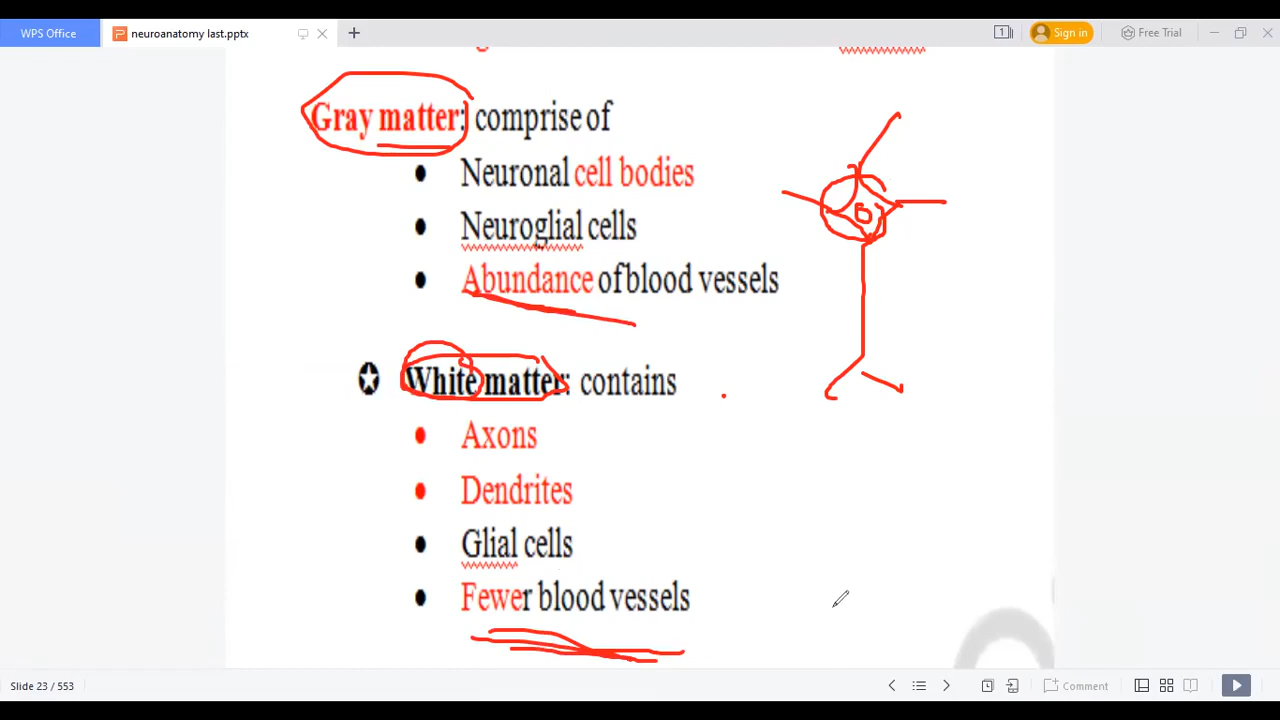 WPS Office
neuroanatomy last.pptx
1
Sign in
Free Trial
Gray matter: comprise of
Neuronal cell bodies
Neuroglial cells
Abundance of blood vessels
White matter: contains
Axons
Dendrites
Glial cells
Fewer blood vessels
Slide 23 / 553
Comment